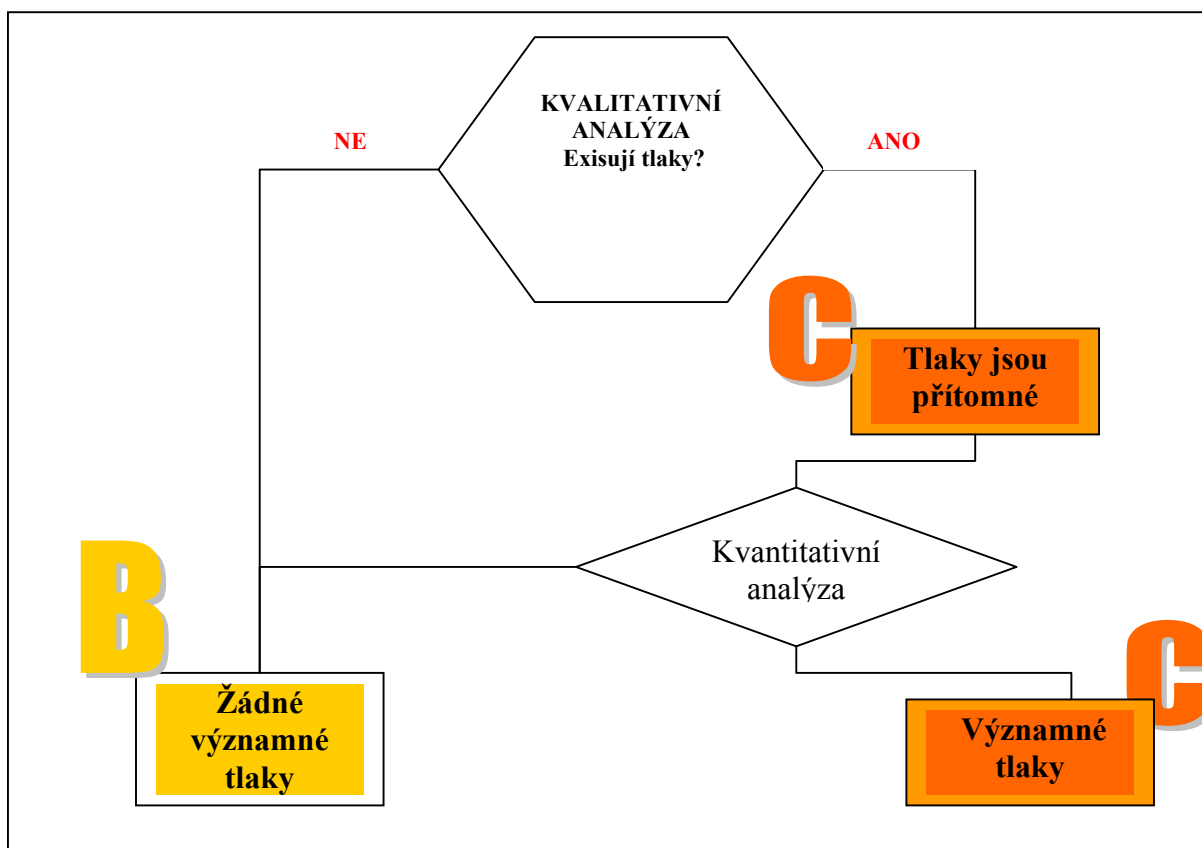 KVALITATIVNÍ
ANALÝZA
Exisují tlaky?
NE
ANO
C
Tlaky jsou
přítomné
Kvantitativní
analýza
B
Žádné
významné
tlaky
C
Významné
tlaky